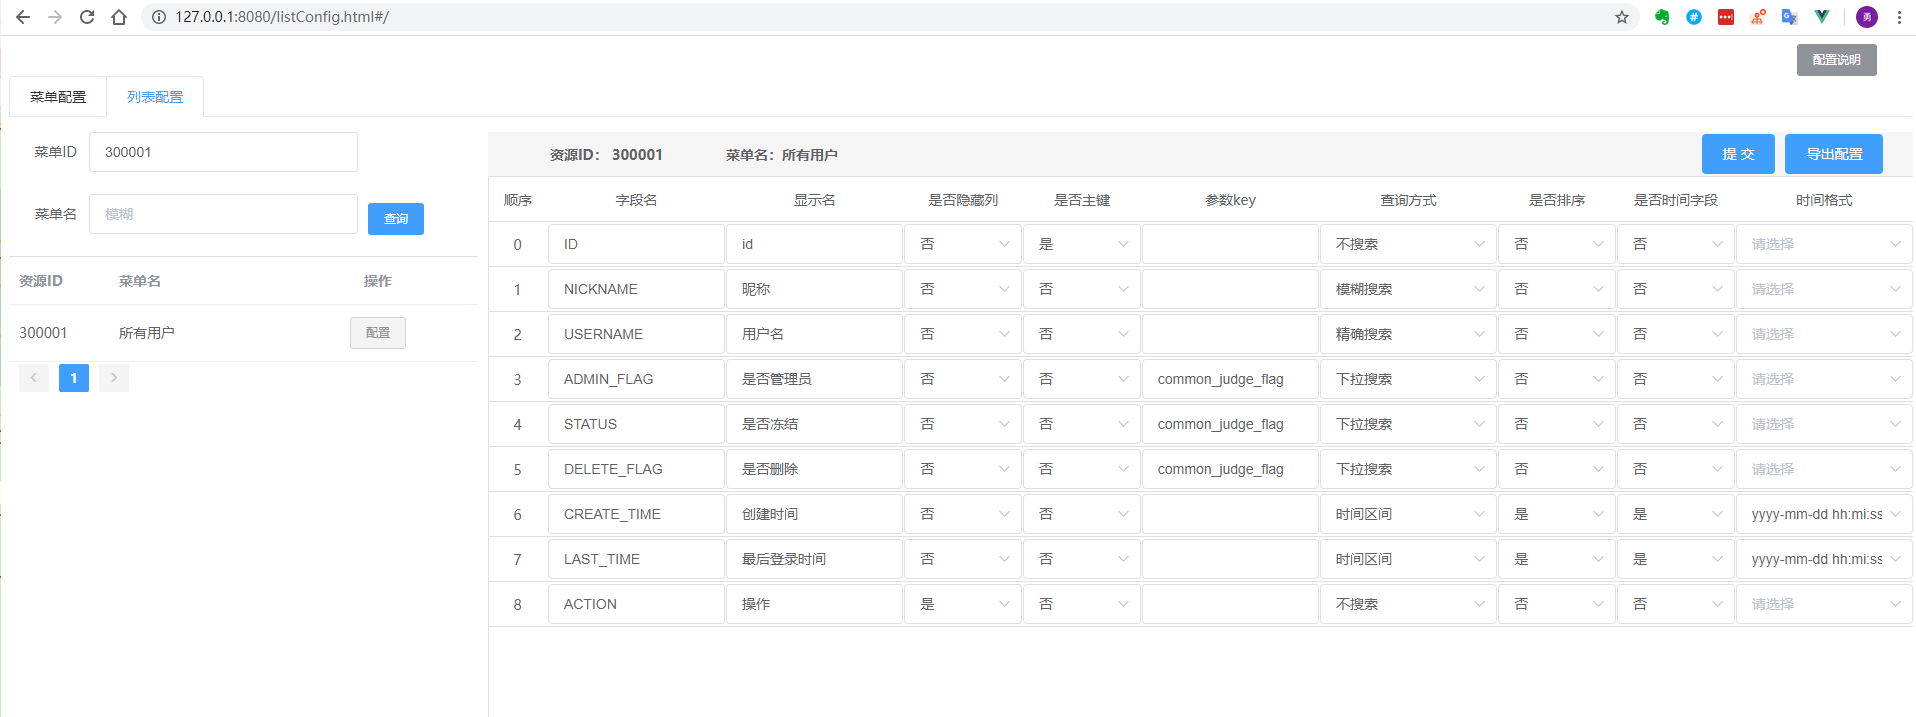 127.0.0.1:8080/listConfig.html#/
勇
配置说明
菜单配置 列表配置
菜单ID 300001
菜单名 模糊 查询
资源ID 菜单名 操作
300001 所有用户 配置
1
资源ID： 300001 菜单名：所有用户 提 交 导出配置
顺序 字段名 显示名 是否隐藏列 是否主键 参数key 查询方式 是否排序 是否时间字段 时间格式
0 ID id 否 是 不搜索 否 否 请选择
1 NICKNAME 昵称 否 否 模糊搜索 否 否 请选择
2 USERNAME 用户名 否 否 精确搜索 否 否 请选择
3 ADMIN_FLAG 是否管理员 否 否 common_judge_flag 下拉搜索 否 否 请选择
4 STATUS 是否冻结 否 否 common_judge_flag 下拉搜索 否 否 请选择
5 DELETE_FLAG 是否删除 否 否 common_judge_flag 下拉搜索 否 否 请选择
6 CREATE_TIME 创建时间 否 否 时间区间 是 是 yyyy-mm-dd hh:mi:ss
7 LAST_TIME 最后登录时间 否 否 时间区间 是 是 yyyy-mm-dd hh:mi:ss
8 ACTION 操作 是 否 不搜索 否 否 请选择